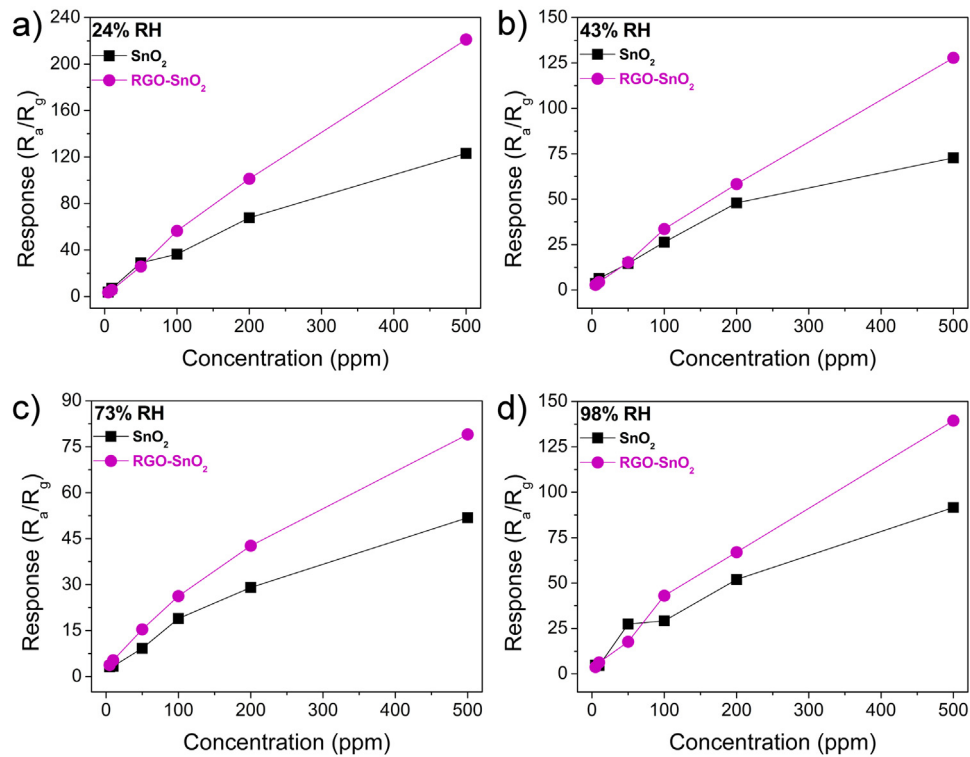 a)
24% RH
SnO₂
RGO-SnO₂
Response (Rₐ/R_g)
240
200
160
120
80
40
0
0 100 200 300 400 500
Concentration (ppm)
b)
43% RH
SnO₂
RGO-SnO₂
Response (Rₐ/R_g)
150
125
100
75
50
25
0
0 100 200 300 400 500
Concentration (ppm)
c)
73% RH
SnO₂
RGO-SnO₂
Response (Rₐ/R_g)
90
75
60
45
30
15
0
0 100 200 300 400 500
Concentration (ppm)
d)
98% RH
SnO₂
RGO-SnO₂
Response (Rₐ/R_g)
150
125
100
75
50
25
0
0 100 200 300 400 500
Concentration (ppm)